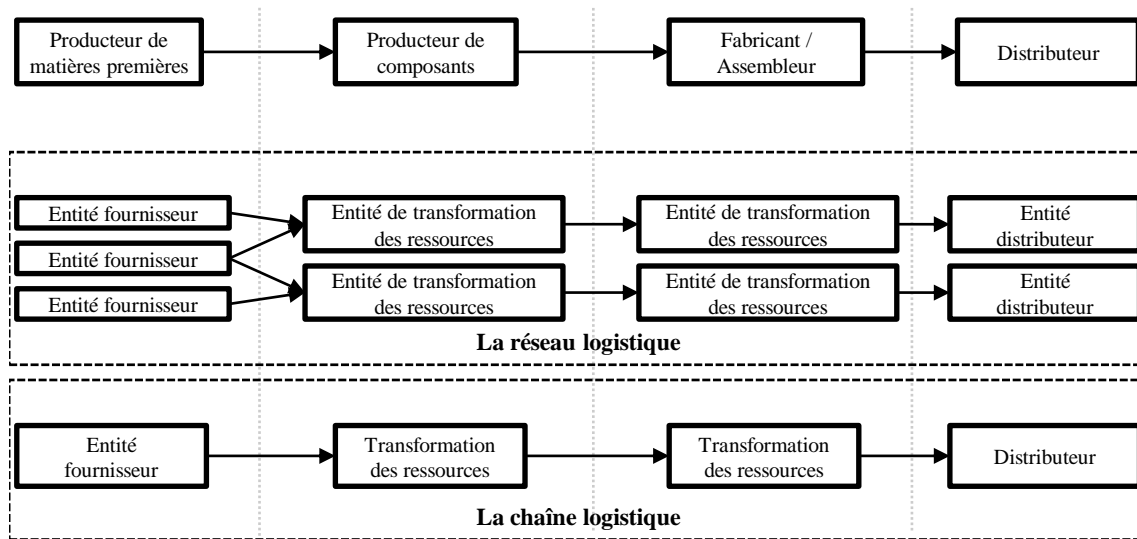 Producteur de
matières premières
Producteur de
composants
Fabricant /
Assembleur
Distributeur
Entité fournisseur
Entité fournisseur
Entité fournisseur
Entité de transformation
des ressources
Entité de transformation
des ressources
Entité de transformation
des ressources
Entité de transformation
des ressources
Entité
distributeur
Entité
distributeur
La réseau logistique
Entité
fournisseur
Transformation
des ressources
Transformation
des ressources
Distributeur
La chaîne logistique